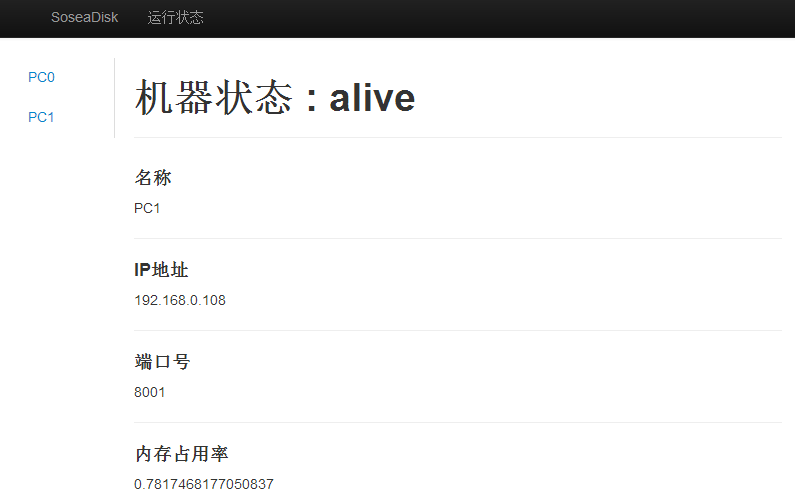 SoseaDisk 运行状态
PC0
PC1
机器状态 : alive
名称
PC1
IP地址
192.168.0.108
端口号
8001
内存占用率
0.7817468177050837